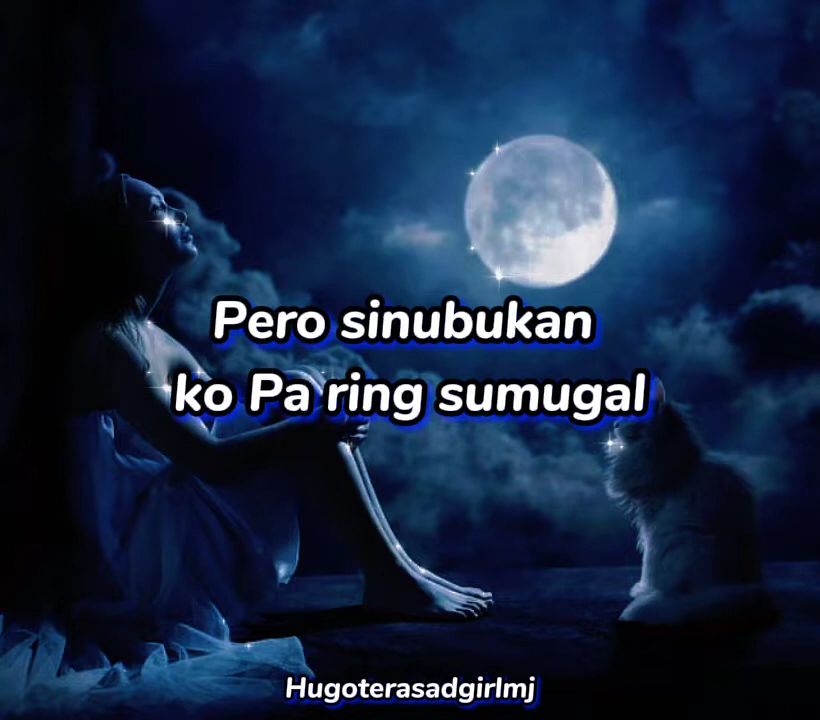 Pero sinubukan
ko Pa ring sumugal
Hugoterasadgirlmj